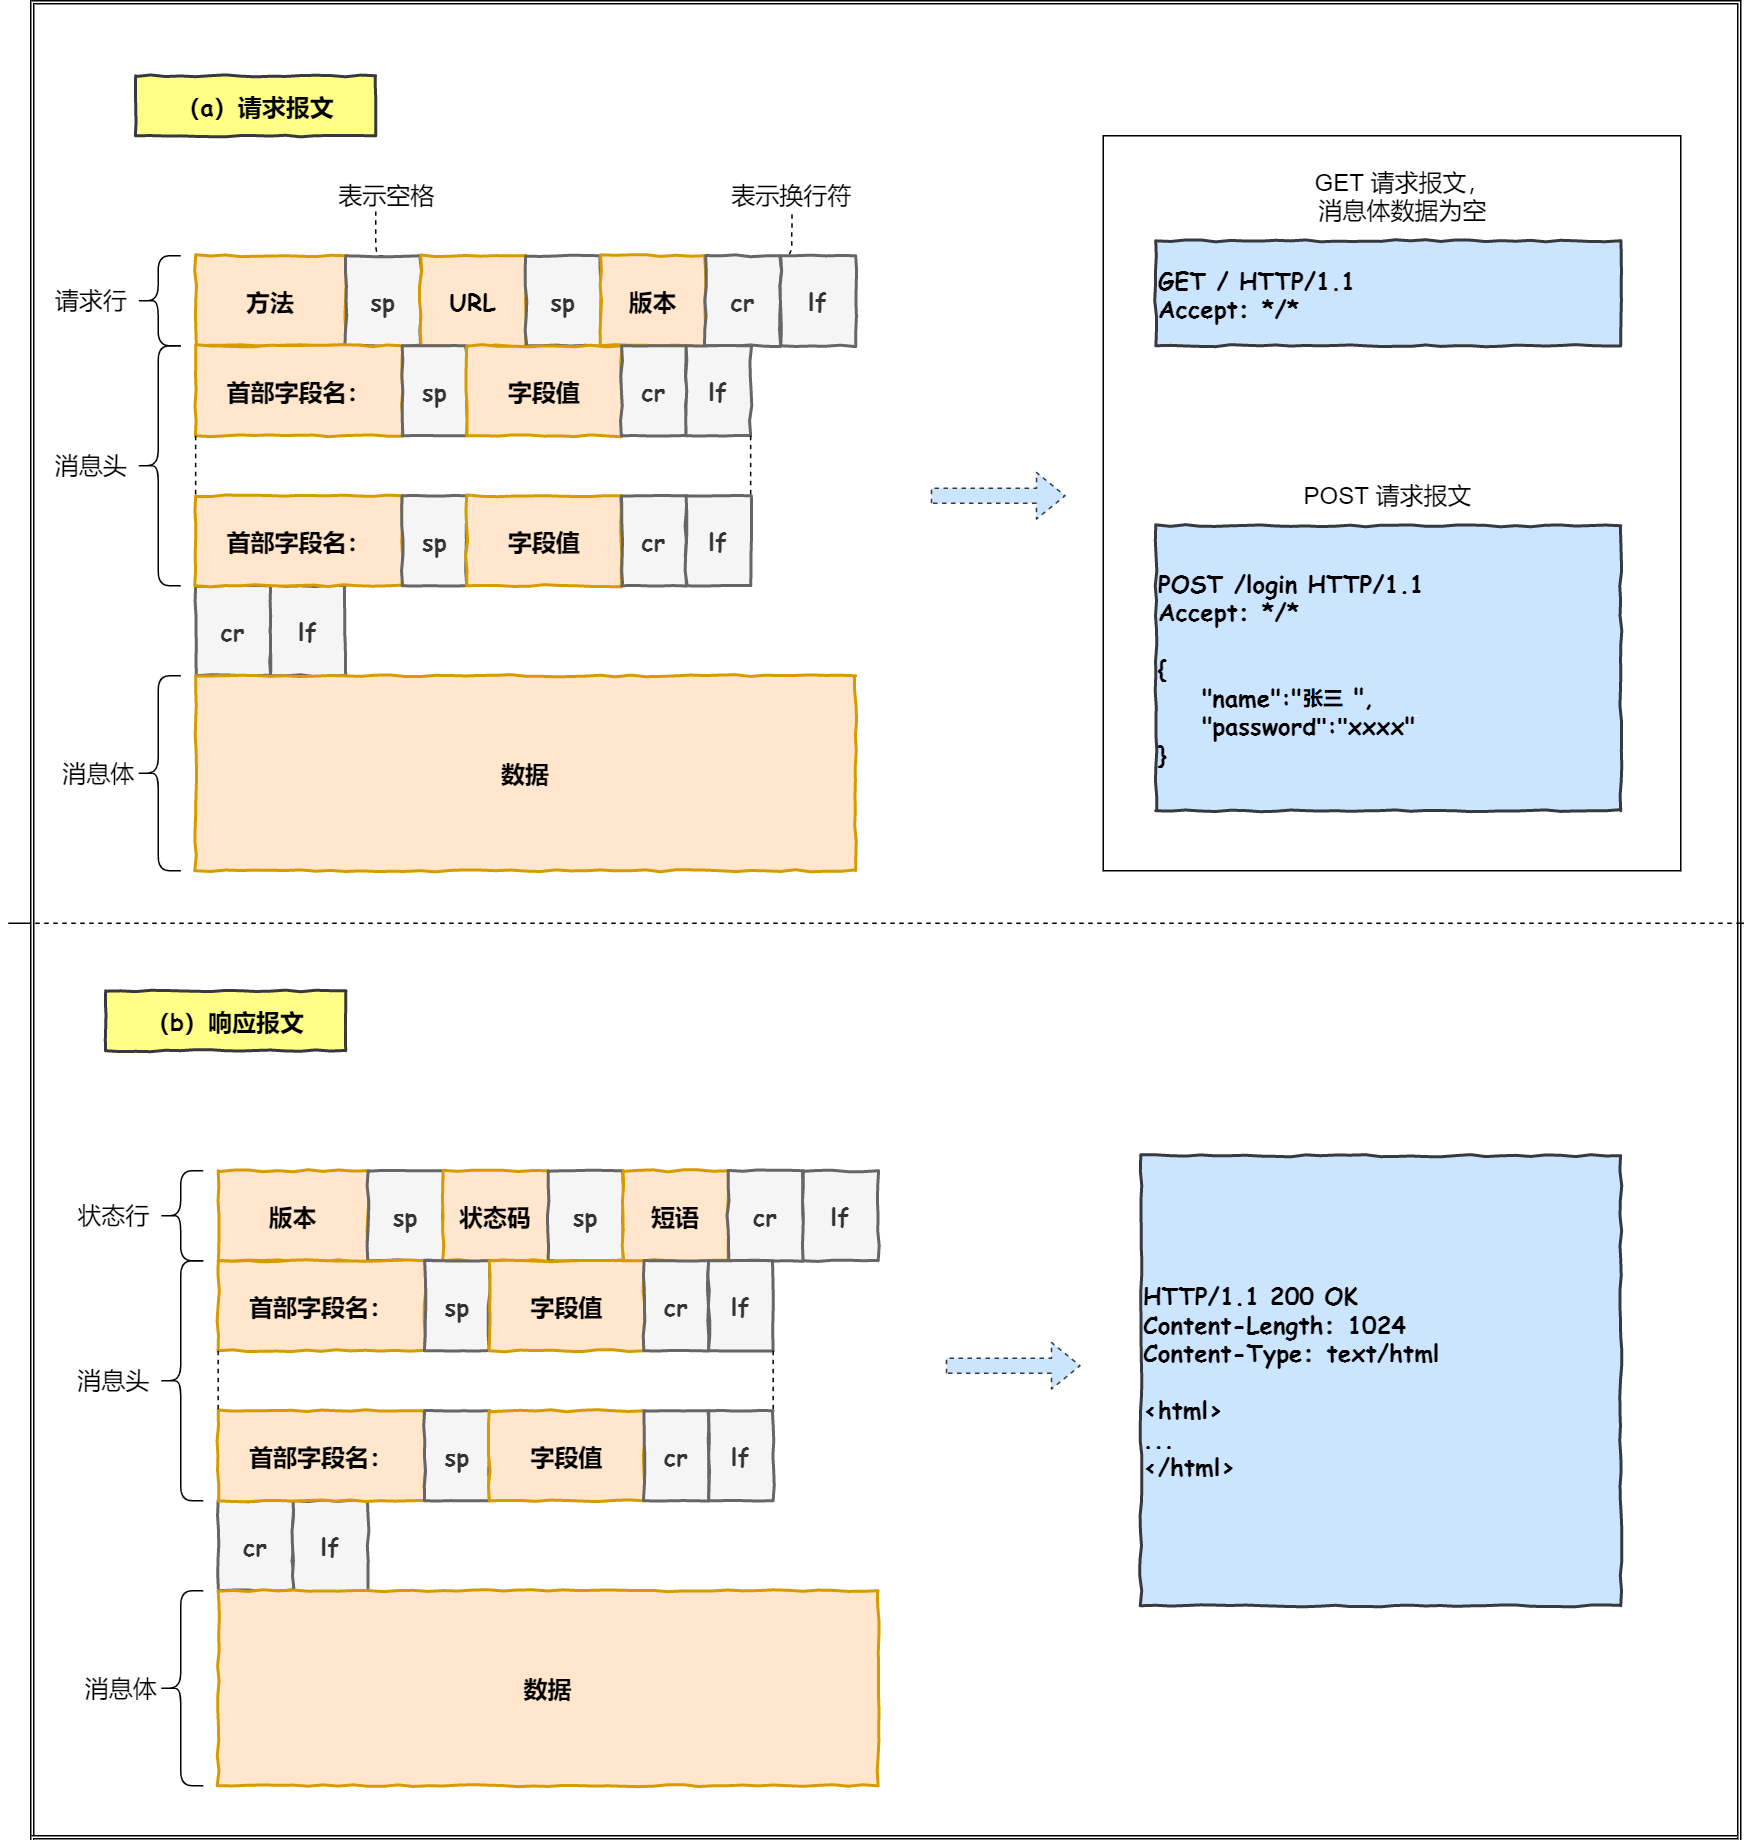 (a) 请求报文
表示空格
表示换行符
请求行
方法 sp URL sp 版本 cr lf
消息头
首部字段名: sp 字段值 cr lf
首部字段名: sp 字段值 cr lf
cr lf
消息体
数据
GET 请求报文,
消息体数据为空
GET / HTTP/1.1
Accept: */*
POST 请求报文
POST /login HTTP/1.1
Accept: */*
{
"name":"张三 ",
"password":"xxxx"
}
(b) 响应报文
状态行
版本 sp 状态码 sp 短语 cr lf
消息头
首部字段名: sp 字段值 cr lf
首部字段名: sp 字段值 cr lf
cr lf
消息体
数据
HTTP/1.1 200 OK
Content-Length: 1024
Content-Type: text/html
<html>
...
</html>